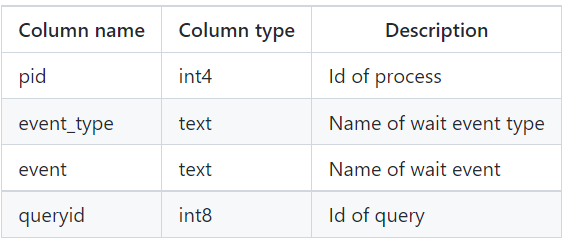 Column name Column type Description
pid int4 Id of process
event_type text Name of wait event type
event text Name of wait event
queryid int8 Id of query